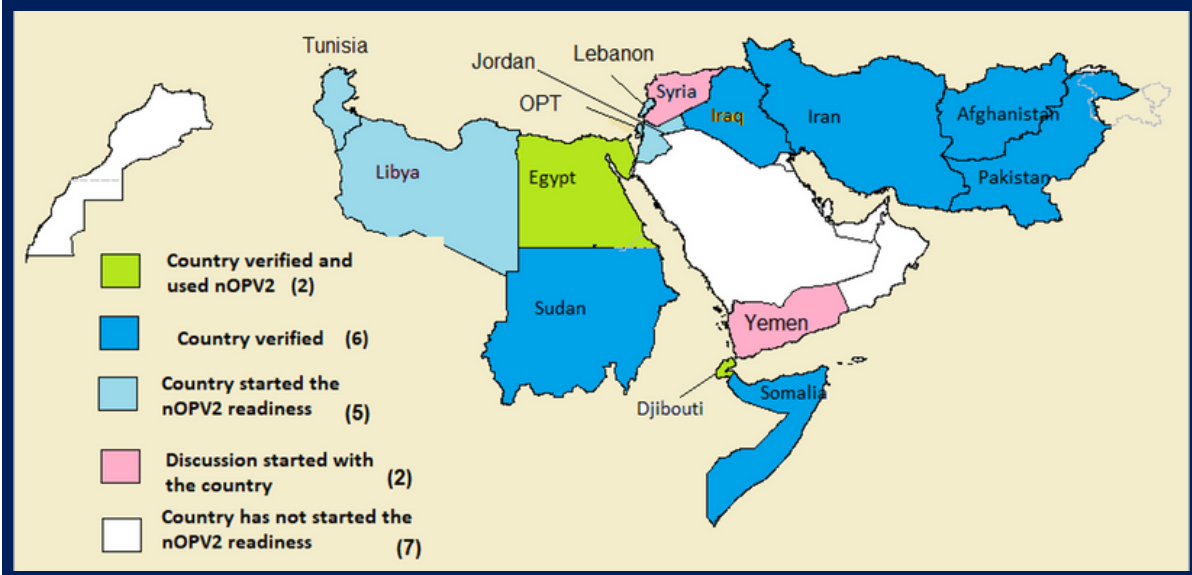 Tunisia
Lebanon
Jordan
OPT
Syria
Iraq
Iran
Afghanistan
Pakistan
Libya
Egypt
Sudan
Yemen
Djibouti
Somalia
Country verified and
used nOPV2 (2)
Country verified (6)
Country started the
nOPV2 readiness (5)
Discussion started with
the country (2)
Country has not started the
nOPV2 readiness (7)